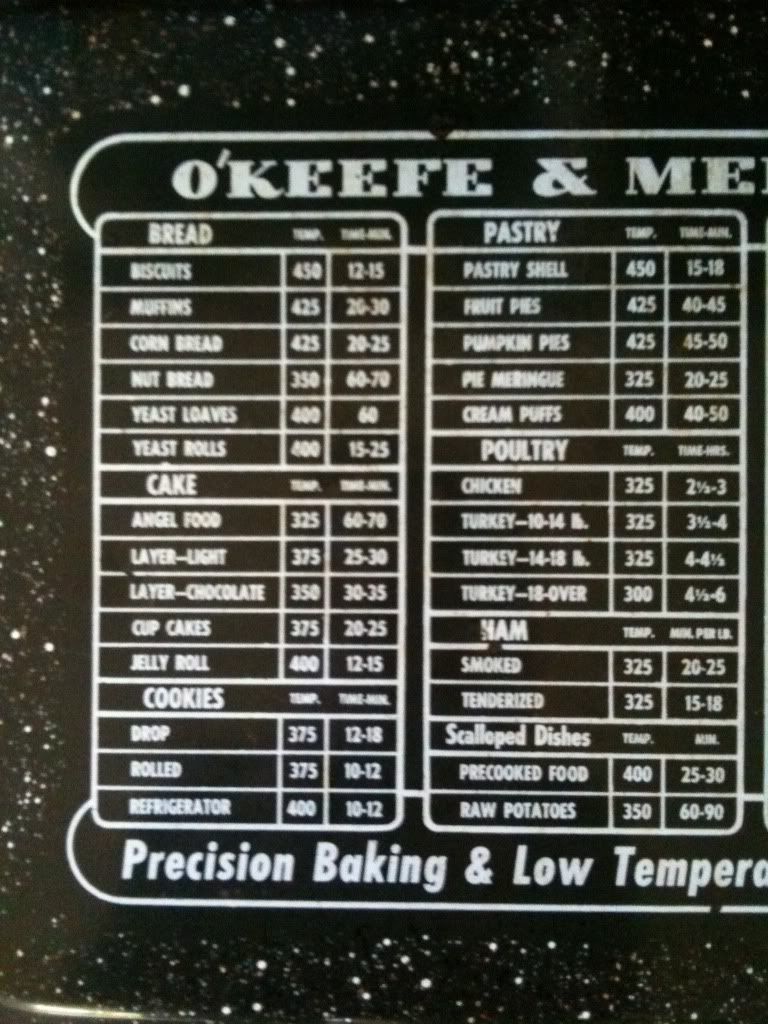 O'KEEFE & ME
BREAD TEMP. TIME-MIN.
BISCUITS 450 12-15
MUFFINS 425 20-30
CORN BREAD 425 20-25
NUT BREAD 350 60-70
YEAST LOAVES 400 60
YEAST ROLLS 400 15-25
CAKE TEMP. TIME-MIN.
ANGEL FOOD 325 60-70
LAYER-LIGHT 375 25-30
LAYER-CHOCOLATE 350 30-35
CUP CAKES 375 20-25
JELLY ROLL 400 12-15
COOKIES TEMP. TIME-MIN.
DROP 375 12-18
ROLLED 375 10-12
REFRIGERATOR 400 10-12
PASTRY TEMP. TIME-MIN.
PASTRY SHELL 450 15-18
FRUIT PIES 425 40-45
PUMPKIN PIES 425 45-50
PIE MERINGUE 325 20-25
CREAM PUFFS 400 40-50
POULTRY TEMP. TIME-HRS.
CHICKEN 325 2½-3
TURKEY-10-14 lb. 325 3½-4
TURKEY-14-18 lb. 325 4-4½
TURKEY-18-OVER 300 4½-6
HAM TEMP. MIN. PER LB.
SMOKED 325 20-25
TENDERIZED 325 15-18
Scalloped Dishes TEMP. MIN.
PRECOOKED FOOD 400 25-30
RAW POTATOES 350 60-90
Precision Baking & Low Tempera